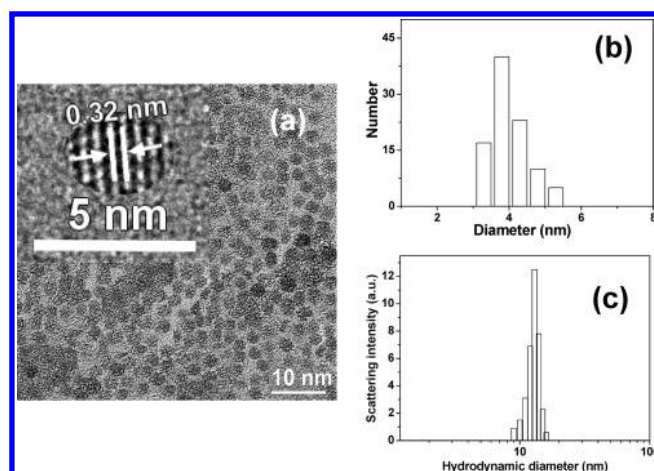 0.32 nm
(a)
5 nm
10 nm
(b)
45
30
15
0
Number
2
4
6
8
Diameter (nm)
(c)
12
10
8
6
4
2
0
Scattering intensity (a.u.)
10
100
Hydrodynamic diameter (nm)